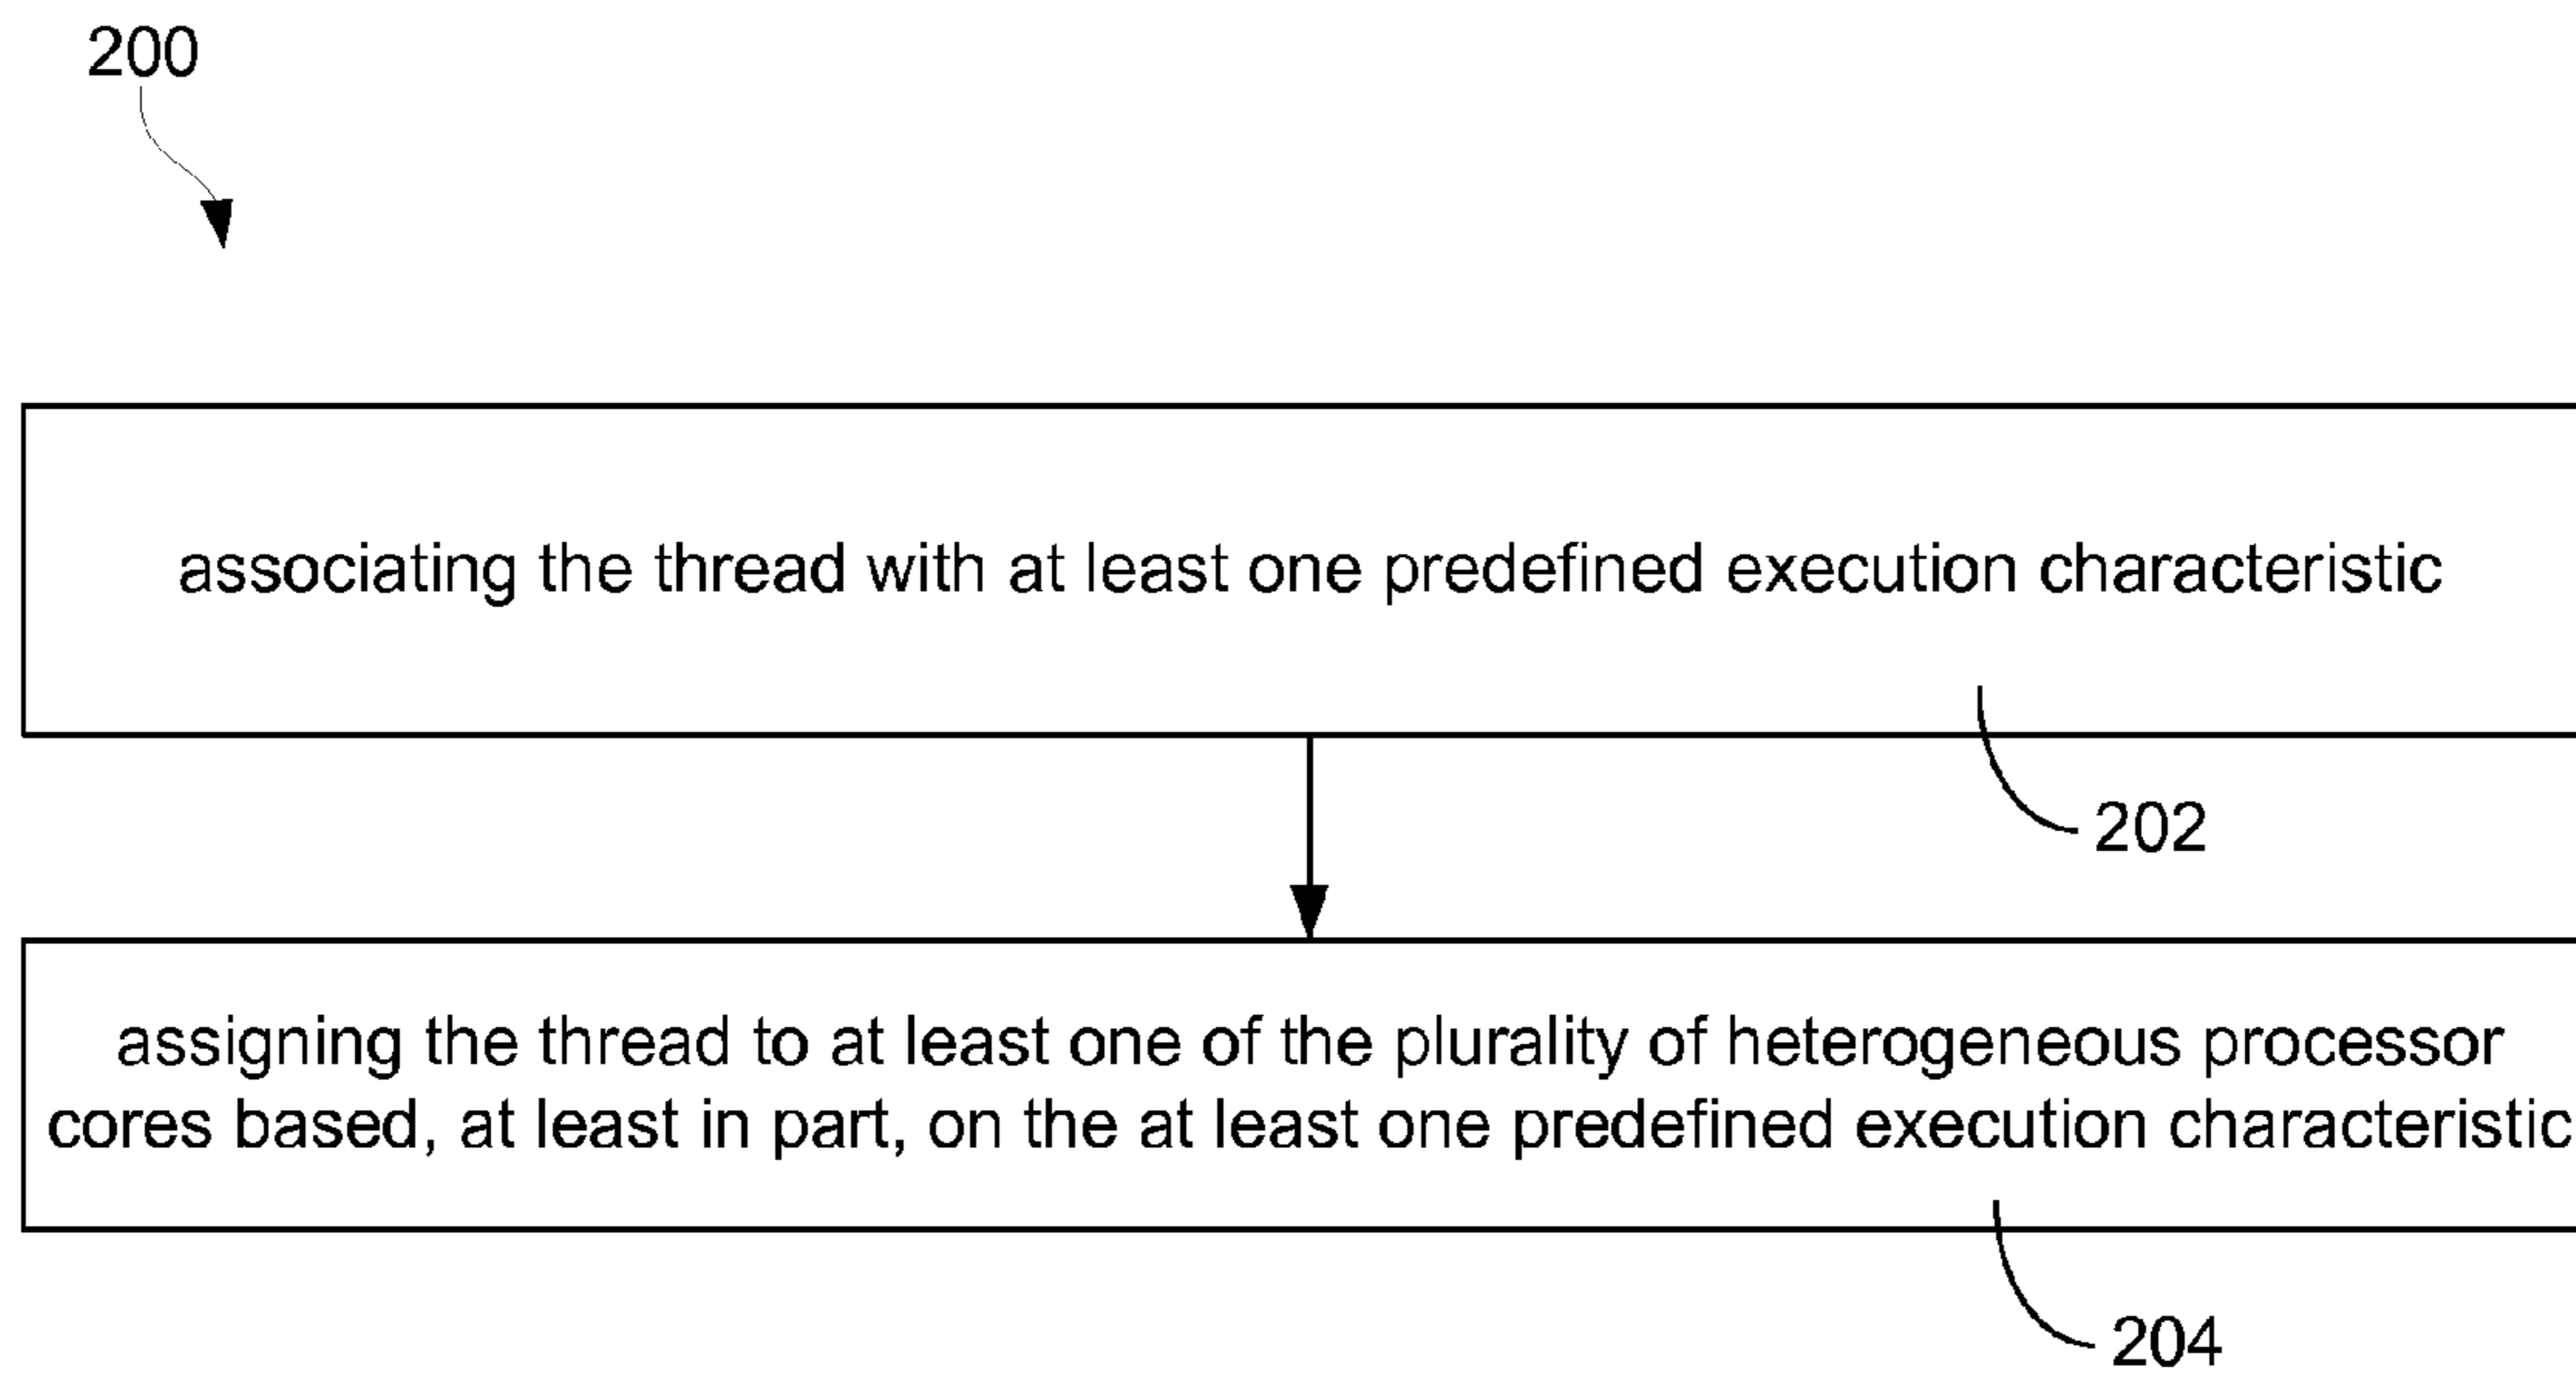 200
associating the thread with at least one predefined execution characteristic
202
assigning the thread to at least one of the plurality of heterogeneous processor
cores based, at least in part, on the at least one predefined execution characteristic
204